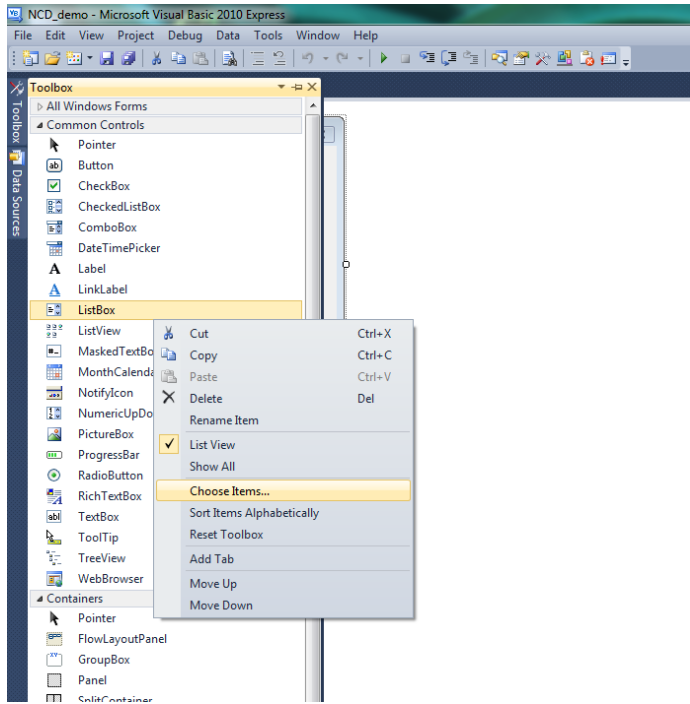 NCD_demo - Microsoft Visual Basic 2010 Express
File Edit View Project Debug Data Tools Window Help
Toolbox
Data Sources
Toolbox
All Windows Forms
Common Controls
Pointer
Button
CheckBox
CheckedListBox
ComboBox
DateTimePicker
Label
LinkLabel
ListBox
ListView
MaskedTextBo
MonthCalenda
NotifyIcon
NumericUpDo
PictureBox
ProgressBar
RadioButton
RichTextBox
TextBox
ToolTip
TreeView
WebBrowser
Containers
Pointer
FlowLayoutPanel
GroupBox
Panel
SplitContainer
Cut Ctrl+X
Copy Ctrl+C
Paste Ctrl+V
Delete Del
Rename Item
List View
Show All
Choose Items...
Sort Items Alphabetically
Reset Toolbox
Add Tab
Move Up
Move Down